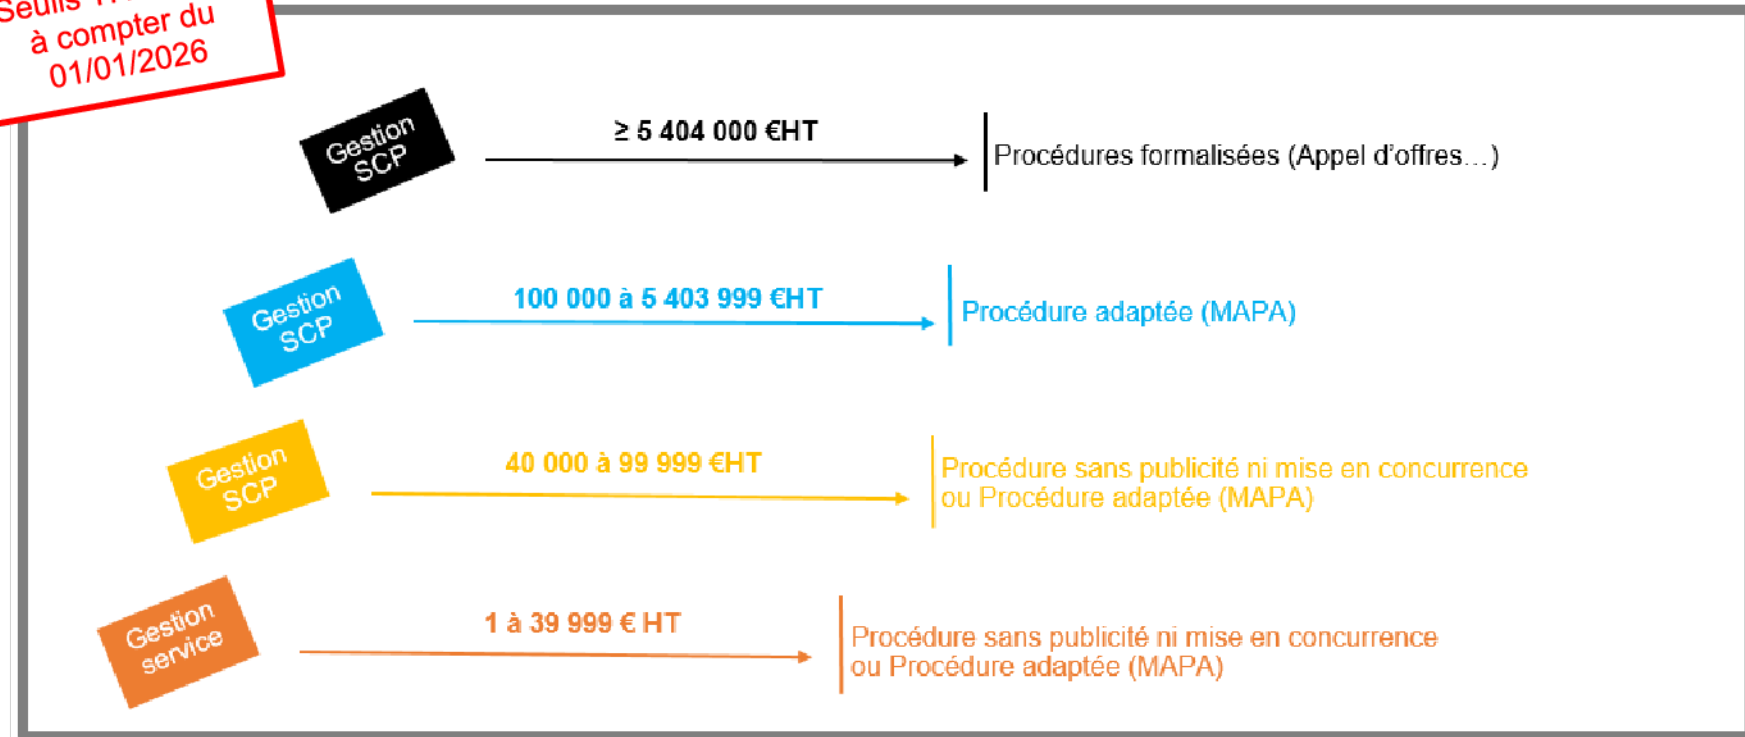 Seuils
à compter du
01/01/2026
Gestion
SCP
≥ 5 404 000 €HT
Procédures formalisées (Appel d'offres...)
Gestion
SCP
100 000 à 5 403 999 €HT
Procédure adaptée (MAPA)
Gestion
SCP
40 000 à 99 999 €HT
Procédure sans publicité ni mise en concurrence
ou Procédure adaptée (MAPA)
Gestion
service
1 à 39 999 € HT
Procédure sans publicité ni mise en concurrence
ou Procédure adaptée (MAPA)